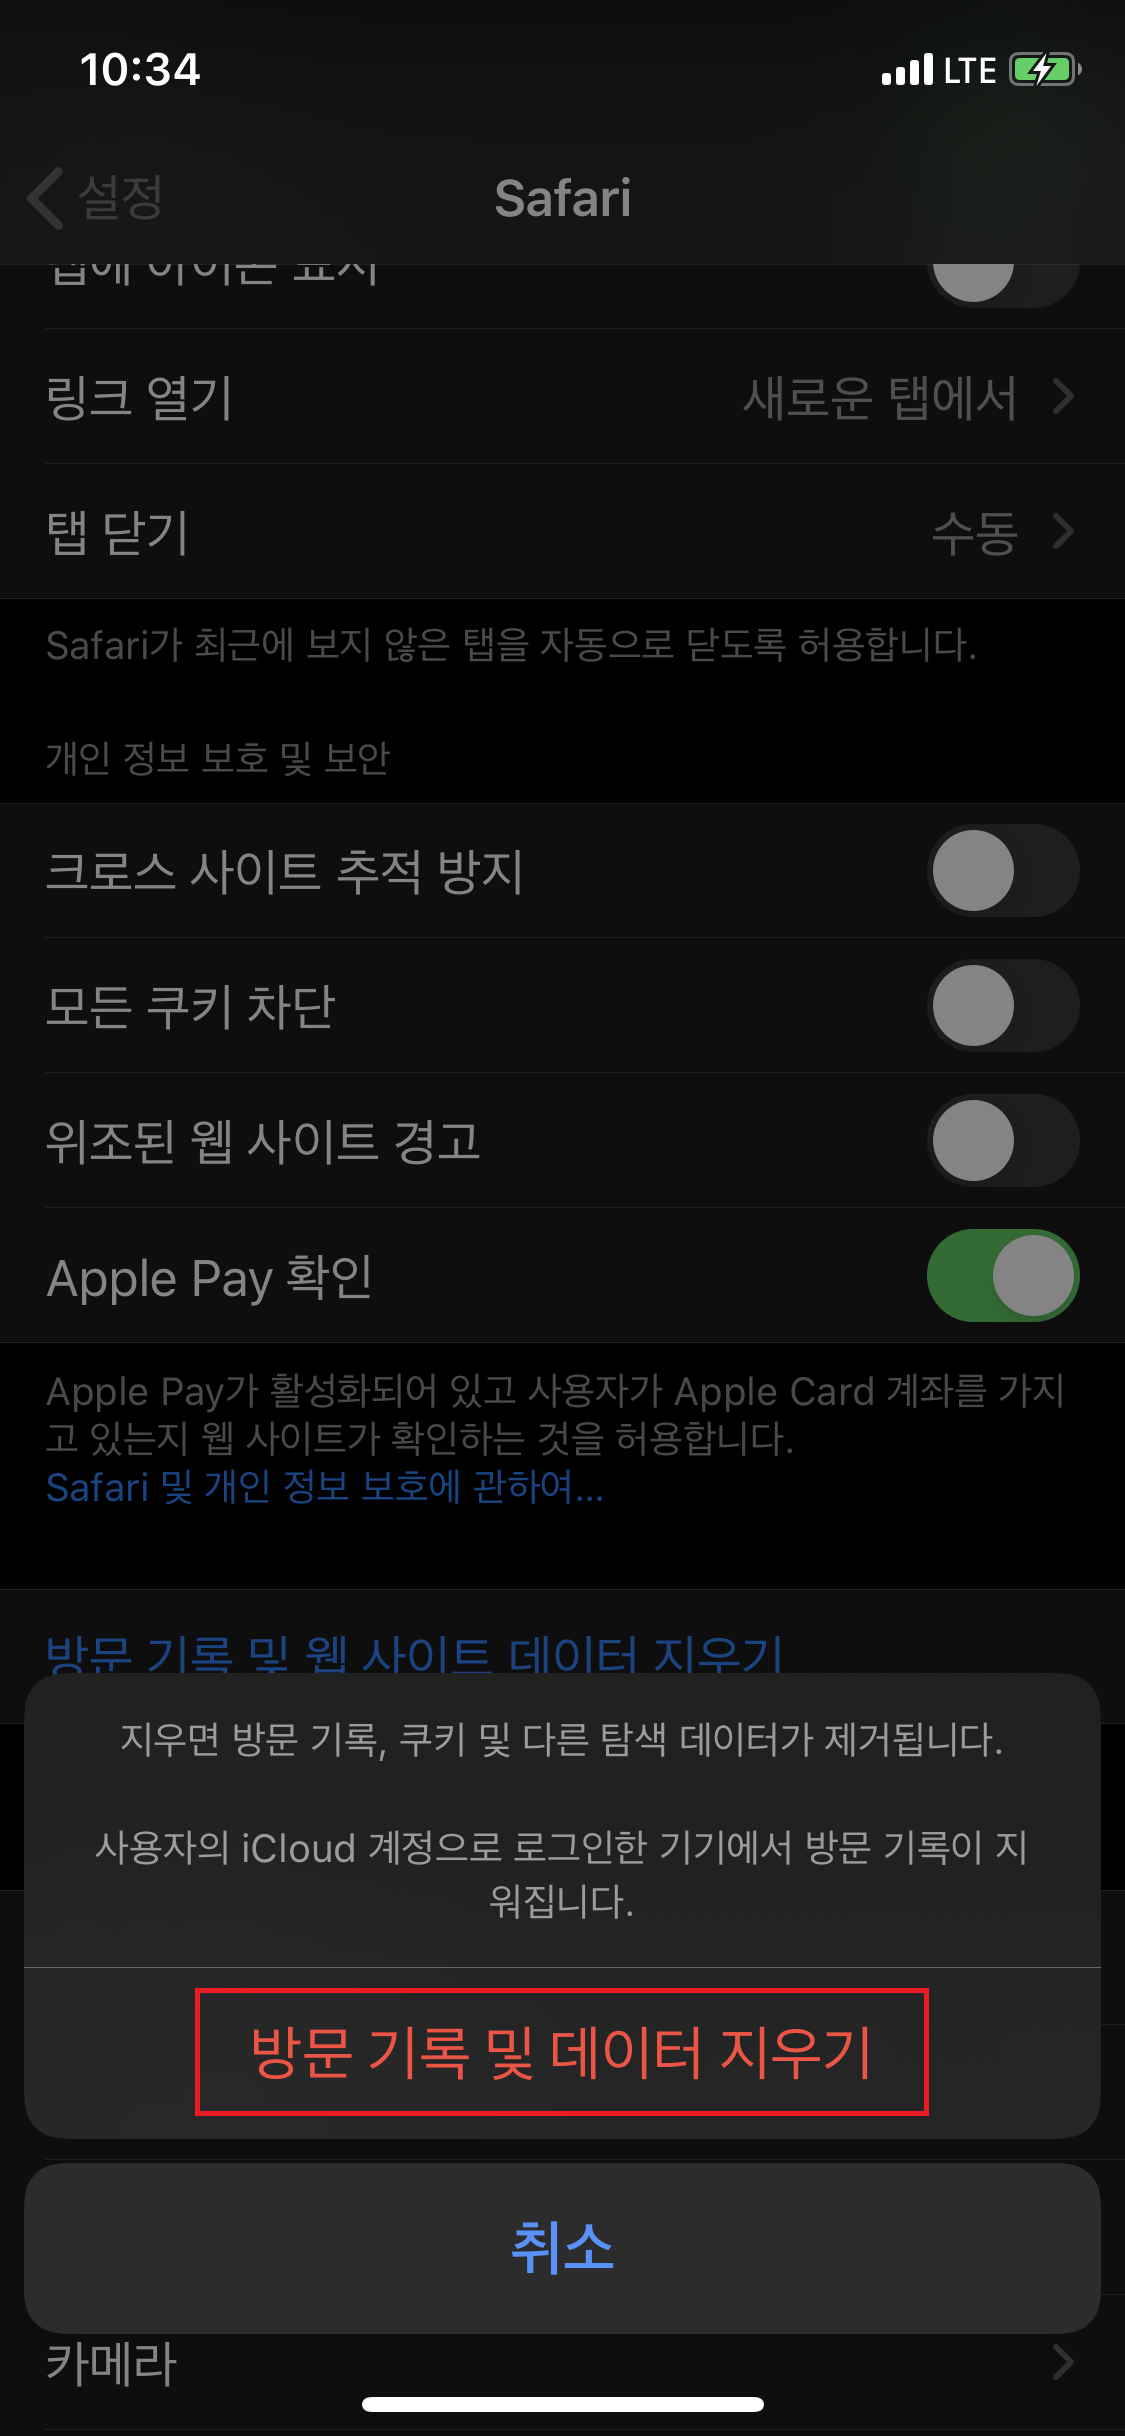 10:34
LTE
설정
Safari
링크 열기
새로운 탭에서
탭 닫기
수동
Safari가 최근에 보지 않은 탭을 자동으로 닫도록 허용합니다.
개인 정보 보호 및 보안
크로스 사이트 추적 방지
모든 쿠키 차단
위조된 웹 사이트 경고
Apple Pay 확인
Apple Pay가 활성화되어 있고 사용자가 Apple Card 계좌를 가지
고 있는지 웹 사이트가 확인하는 것을 허용합니다.
Safari 및 개인 정보 보호에 관하여...
방문 기록 및 웹 사이트 데이터 지우기
지우면 방문 기록, 쿠키 및 다른 탐색 데이터가 제거됩니다.
사용자의 iCloud 계정으로 로그인한 기기에서 방문 기록이 지
워집니다.
방문 기록 및 데이터 지우기
취소
카메라